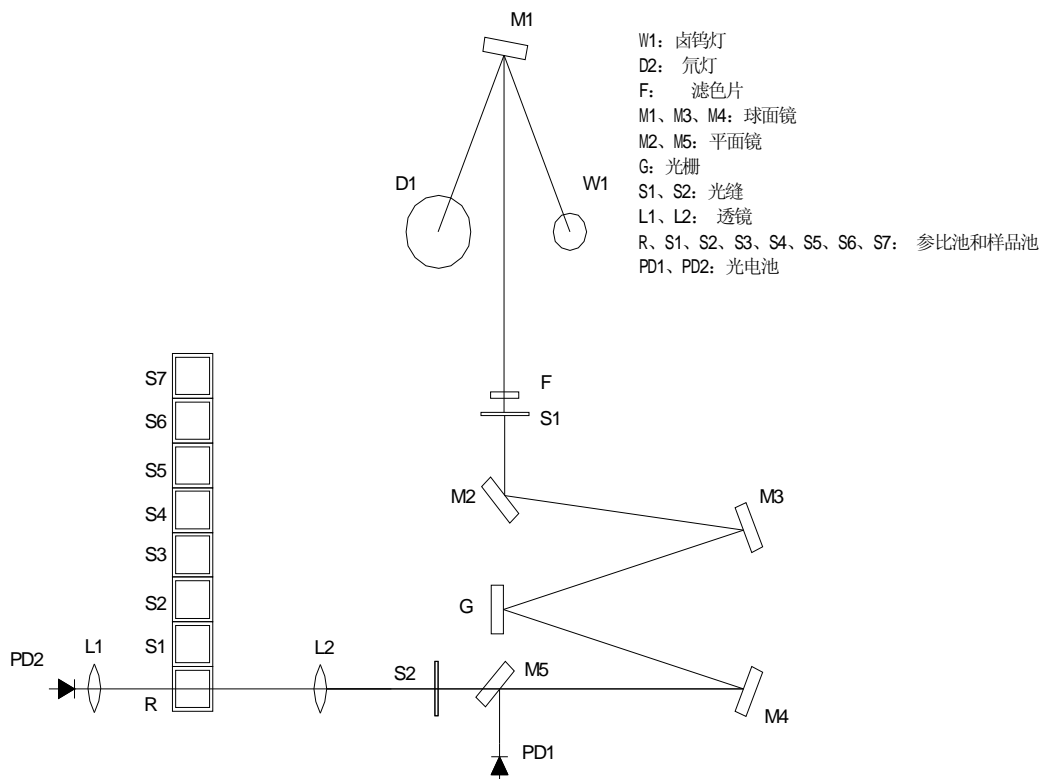 M1
W1: 卤钨灯
D2: 氘灯
F: 滤色片
M1、M3、M4: 球面镜
M2、M5: 平面镜
G: 光栅
S1、S2: 光缝
L1、L2: 透镜
R、S1、S2、S3、S4、S5、S6、S7: 参比池和样品池
PD1、PD2: 光电池
D1
W1
F
S1
S7
S6
S5
S4
S3
S2
S1
R
M2
M3
G
L1
L2
S2
M5
PD2
M4
PD1